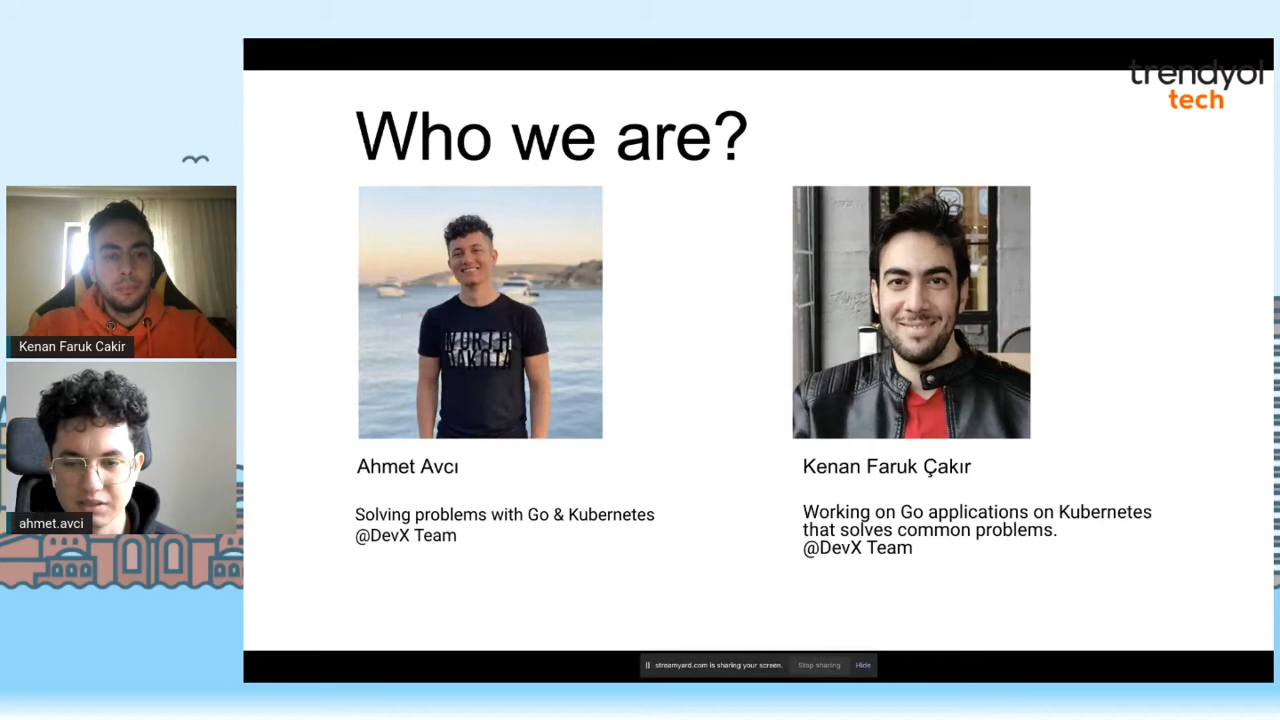 trendyol
tech
Who we are?
Kenan Faruk Cakir
NORTH
DAKOTA
Ahmet Avcı
Kenan Faruk Çakır
Solving problems with Go & Kubernetes
@DevX Team
Working on Go applications on Kubernetes
that solves common problems.
@DevX Team
ahmet.avci
streamyard.com is sharing your screen.
Stop sharing
Hide